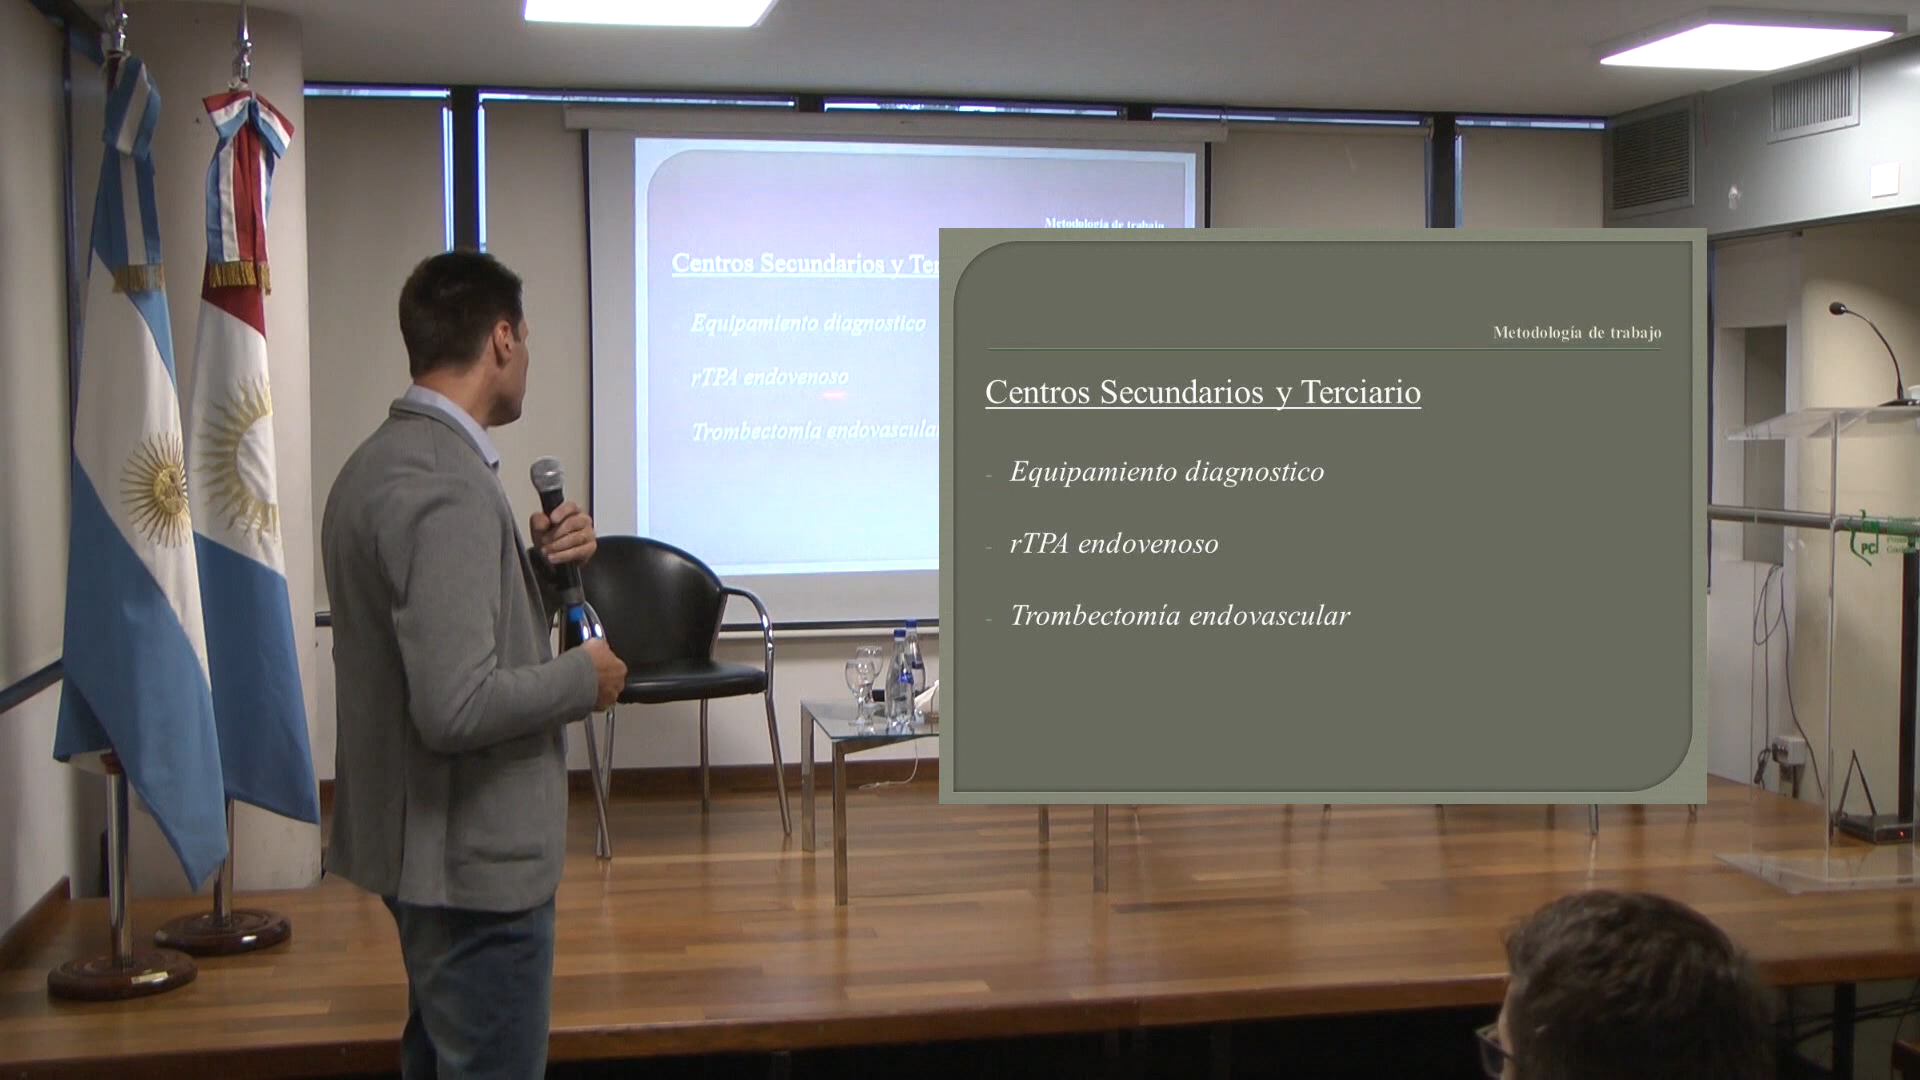 Metodología de trabajo
Centros Secundarios y Ter
Equipamiento diagnostico
rTPA endovenoso
Trombectomía endovascular
Metodología de trabajo
Centros Secundarios y Terciario
- Equipamiento diagnostico
- rTPA endovenoso
- Trombectomía endovascular
PC